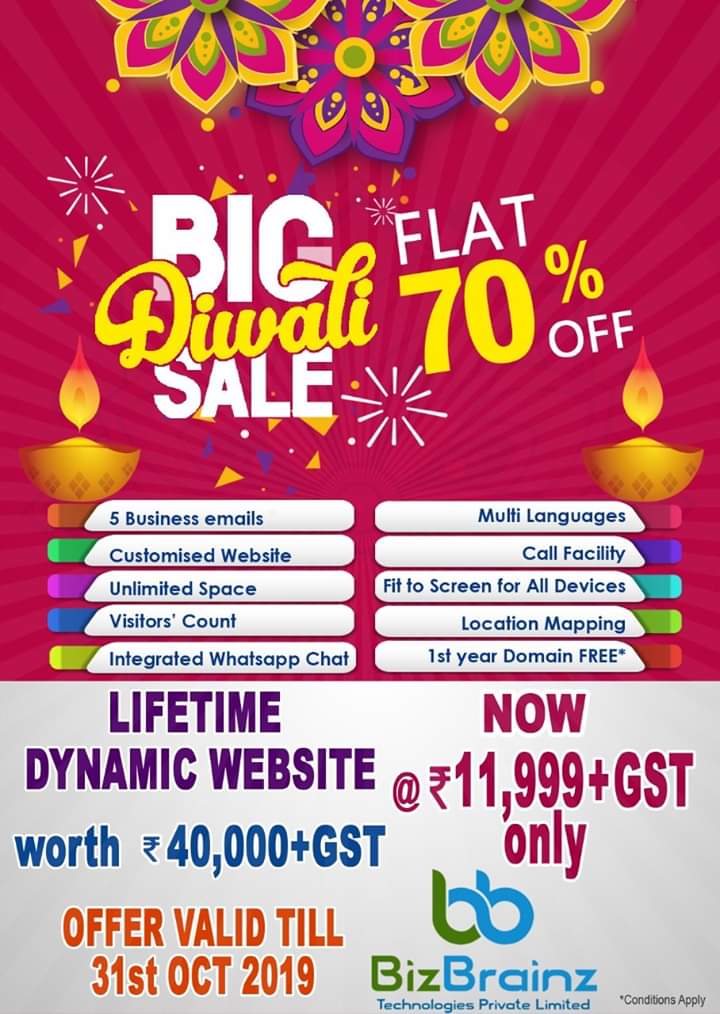 BIG
Diwali
SALE
FLAT
70%
OFF
5 Business emails
Customised Website
Unlimited Space
Visitors' Count
Integrated Whatsapp Chat
Multi Languages
Call Facility
Fit to Screen for All Devices
Location Mapping
1st year Domain FREE*
LIFETIME
DYNAMIC WEBSITE
worth ₹ 40,000+GST
NOW
@ ₹11,999+GST
only
OFFER VALID TILL
31st OCT 2019
bb
BizBrainz
Technologies Private Limited
*Conditions Apply